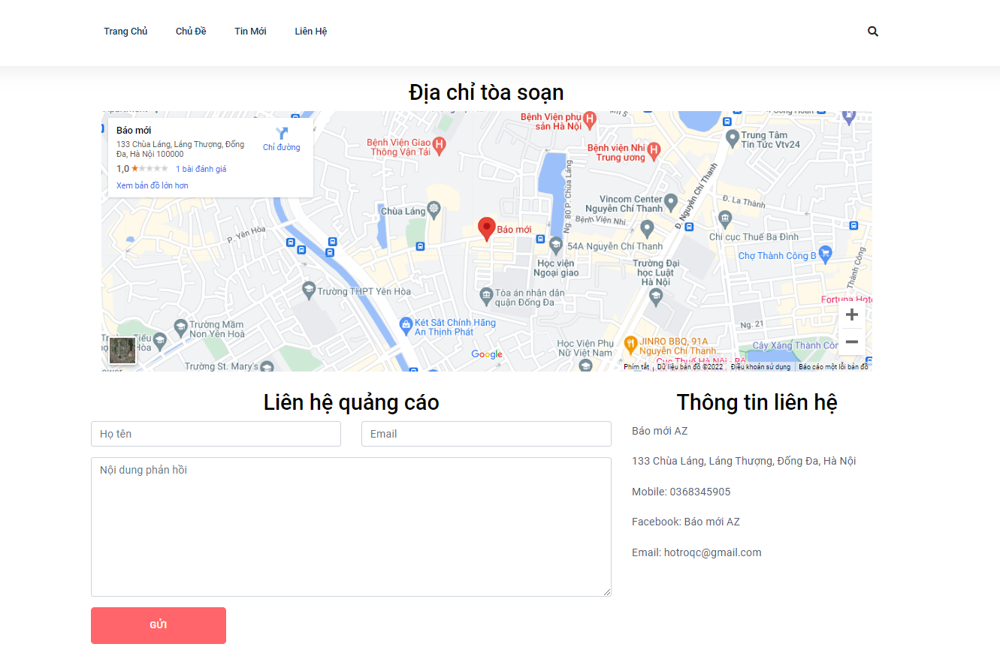 Trang Chủ
Chủ Đề
Tin Mới
Liên Hệ
Địa chỉ tòa soạn
Báo mới
133 Chùa Láng, Láng Thượng, Đống
Đa, Hà Nội 100000
1,0
1 bài đánh giá
Xem bản đồ lớn hơn
Chỉ đường
Bệnh Viện phụ
sản Hà Nội
Bệnh Viện Giao
Thông Vận Tải
Bệnh viện Nhi
Trung ương
Trung Tâm
Tin Tức Vtv24
Ng. 80 P. Chùa Láng
Đ. Nguyễn Chí Thanh
Vincom Center
Nguyễn Chí Thanh
Đ. La Thành
Chùa Láng
Bệnh Viện Nhi
P. Yên Hòa
Báo mới
54A Nguyễn Chí Thanh
Chi cục Thuế Ba Đình
Chợ Thành Công B
Thành Công
Học viện
Ngoại giao
Trường Đại
học Luật
Hà Nội
Trường THPT Yên Hòa
Tòa án nhân dân
quận Đống Đa
Fortuna Hote
Trường Mầm
Non Yên Hoà
Két Sắt Chính Hãng
An Thịnh Phát
Ng. 21
Tiểu
Hòa
JINRO BBQ, 91A
Nguyễn Chí Thanh...
Cây Xăng Thành Côn
Học Viện Phụ
Nữ Việt Nam
Google
Cục Thuế Hà Nội - Bộ
Trường St. Mary's
Phím tắt
Dữ liệu bản đồ ©2022
Điều khoản sử dụng
Báo cáo một lỗi bản đồ
Liên hệ quảng cáo
Họ tên
Email
Nội dung phản hồi
GỬI
Thông tin liên hệ
Báo mới AZ
133 Chùa Láng, Láng Thượng, Đống Đa, Hà Nội
Mobile: 0368345905
Facebook: Báo mới AZ
Email: hotroqc@gmail.com